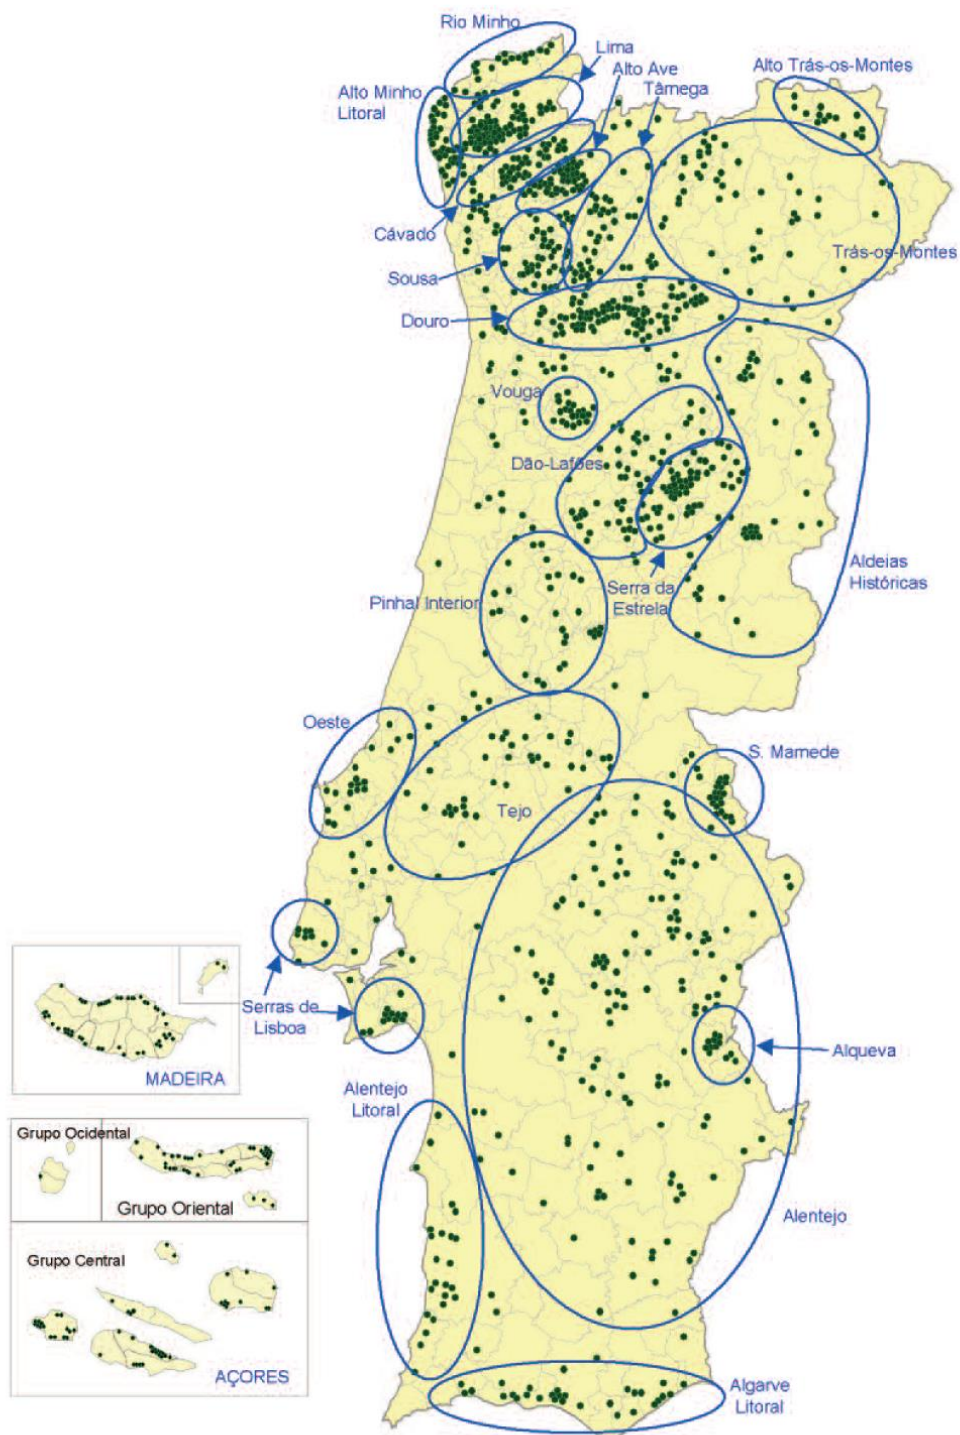 Rio Minho
Lima
Alto Ave
Tâmega
Alto Trás-os-Montes
Alto Minho
Litoral
Cávado
Sousa
Trás-os-Montes
Douro
Vouga
Dão-Lafões
Aldeias
Históricas
Serra da
Estrela
Pinhal Interior
Oeste
S. Mamede
Tejo
Serras de
Lisboa
MADEIRA
Alqueva
Alentejo
Litoral
Grupo Ocidental
Grupo Oriental
Alentejo
Grupo Central
AÇORES
Algarve
Litoral